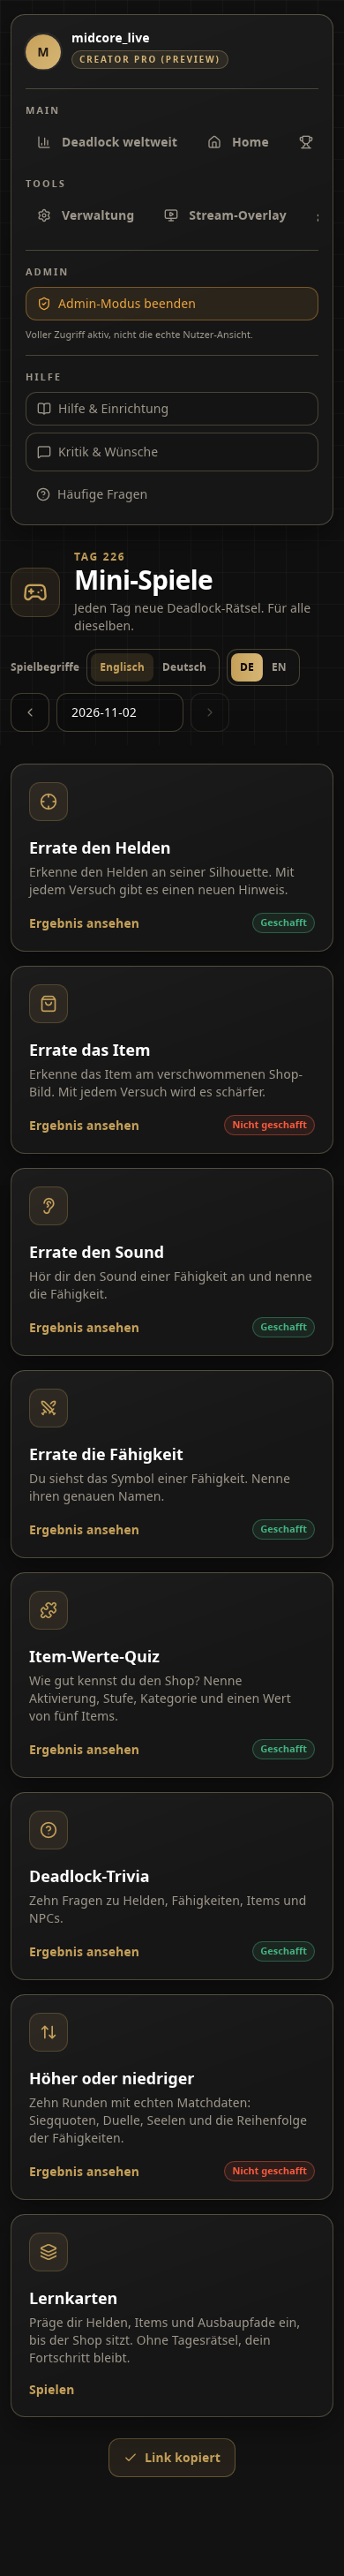 M
midcore_live
CREATOR PRO (PREVIEW)
MAIN
Deadlock weltweit
Home
TOOLS
Verwaltung
Stream-Overlay
ADMIN
Admin-Modus beenden
Voller Zugriff aktiv, nicht die echte Nutzer-Ansicht.
HILFE
Hilfe & Einrichtung
Kritik & Wünsche
Häufige Fragen
TAG 226
Mini-Spiele
Jeden Tag neue Deadlock-Rätsel. Für alle
dieselben.
Spielbegriffe
Englisch
Deutsch
DE
EN
2026-11-02
Errate den Helden
Erkenne den Helden an seiner Silhouette. Mit
jedem Versuch gibt es einen neuen Hinweis.
Ergebnis ansehen
Geschafft
Errate das Item
Erkenne das Item am verschwommenen Shop-
Bild. Mit jedem Versuch wird es schärfer.
Ergebnis ansehen
Nicht geschafft
Errate den Sound
Hör dir den Sound einer Fähigkeit an und nenne
die Fähigkeit.
Ergebnis ansehen
Geschafft
Errate die Fähigkeit
Du siehst das Symbol einer Fähigkeit. Nenne
ihren genauen Namen.
Ergebnis ansehen
Geschafft
Item-Werte-Quiz
Wie gut kennst du den Shop? Nenne
Aktivierung, Stufe, Kategorie und einen Wert
von fünf Items.
Ergebnis ansehen
Geschafft
Deadlock-Trivia
Zehn Fragen zu Helden, Fähigkeiten, Items und
NPCs.
Ergebnis ansehen
Geschafft
Höher oder niedriger
Zehn Runden mit echten Matchdaten:
Siegquoten, Duelle, Seelen und die Reihenfolge
der Fähigkeiten.
Ergebnis ansehen
Nicht geschafft
Lernkarten
Präge dir Helden, Items und Ausbaupfade ein,
bis der Shop sitzt. Ohne Tagesrätsel, dein
Fortschritt bleibt.
Spielen
Link kopiert